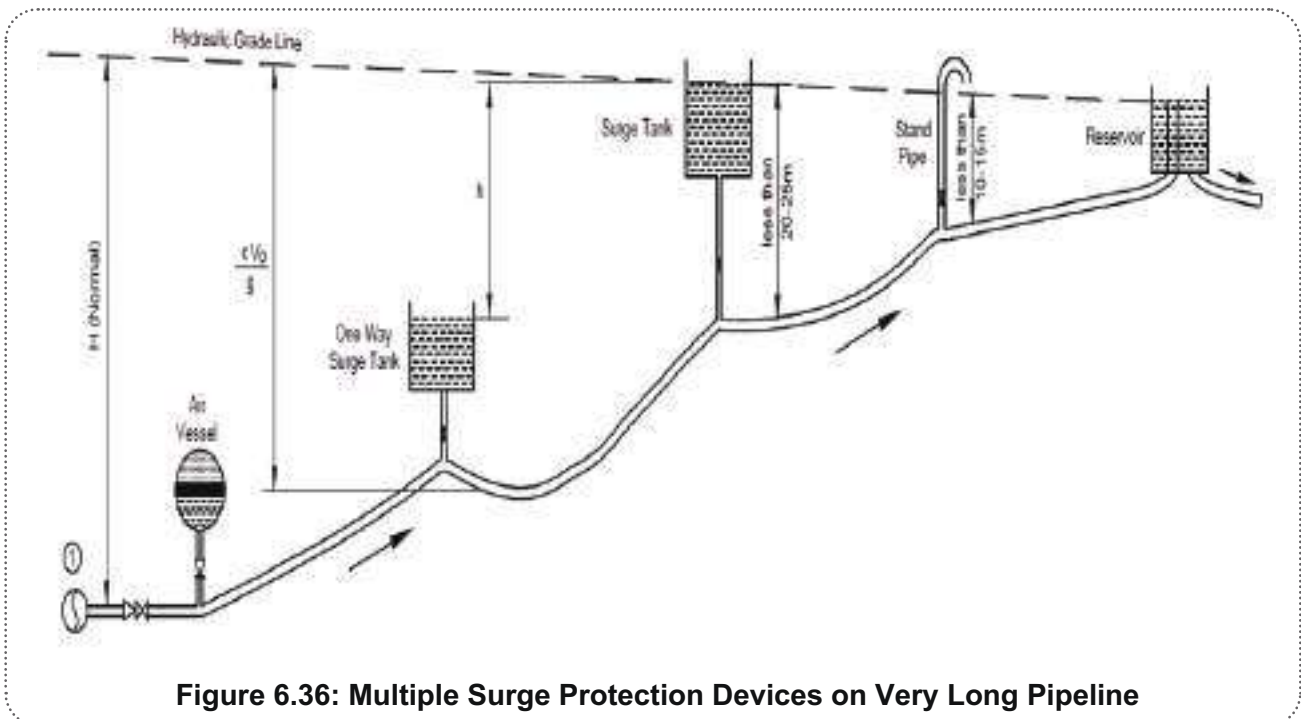 Hydraulic Grade Line
H (Normal)
cV₀
g
h
Surge Tank
less than
20-25m
Stand
Pipe
less than
10-15m
Reservoir
One Way
Surge Tank
Air
Vessel
1
Figure 6.36: Multiple Surge Protection Devices on Very Long Pipeline